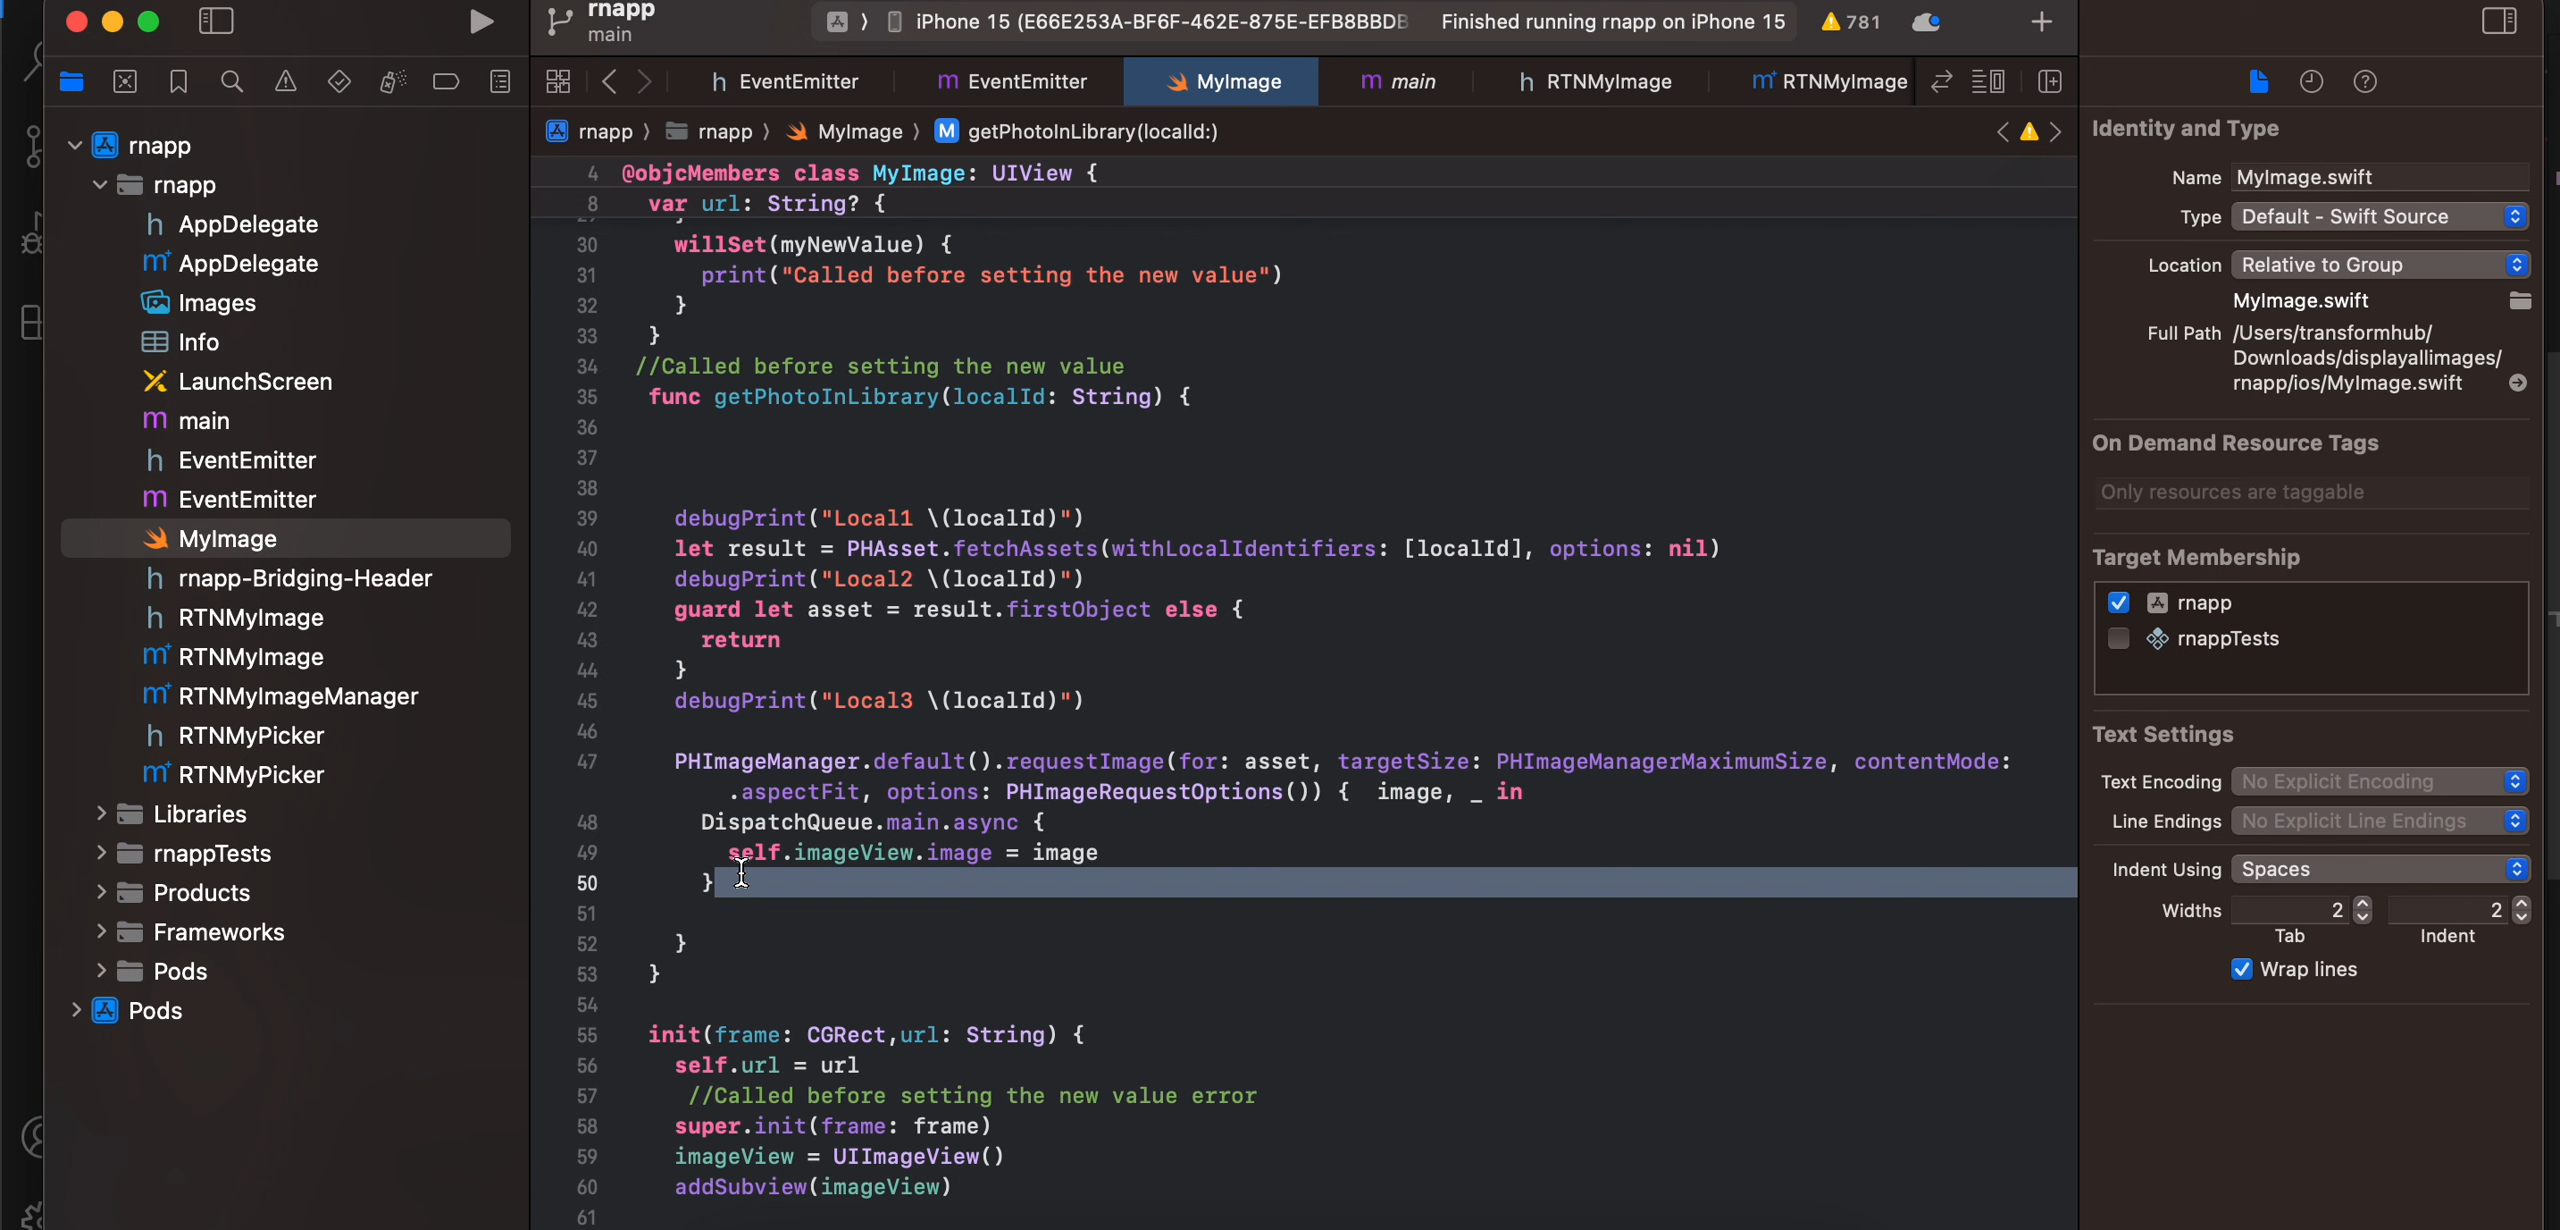 rnapp
main
iPhone 15 (E66E253A-BF6F-462E-875E-EFB8BBDB
Finished running rnapp on iPhone 15
781
EventEmitter
EventEmitter
MyImage
main
RTNMyImage
RTNMyImage
rnapp
rnapp
MyImage
getPhotoInLibrary(localId:)
rnapp
rnapp
AppDelegate
AppDelegate
Images
Info
LaunchScreen
main
EventEmitter
EventEmitter
MyImage
rnapp-Bridging-Header
RTNMyImage
RTNMyImage
RTNMyImageManager
RTNMyPicker
RTNMyPicker
Libraries
rnappTests
Products
Frameworks
Pods
Pods
4 @objcMembers class MyImage: UIView {
8 var url: String? {
30 willSet(myNewValue) {
31 print("Called before setting the new value")
32 }
33 }
34 //Called before setting the new value
35 func getPhotoInLibrary(localId: String) {
36
37
38
39 debugPrint("Local1 \(localId)")
40 let result = PHAsset.fetchAssets(withLocalIdentifiers: [localId], options: nil)
41 debugPrint("Local2 \(localId)")
42 guard let asset = result.firstObject else {
43 return
44 }
45 debugPrint("Local3 \(localId)")
46
47 PHImageManager.default().requestImage(for: asset, targetSize: PHImageManagerMaximumSize, contentMode:
.aspectFit, options: PHImageRequestOptions()) { image, _ in
48 DispatchQueue.main.async {
49 self.imageView.image = image
50 }
51
52 }
53 }
54
55 init(frame: CGRect,url: String) {
56 self.url = url
57 //Called before setting the new value error
58 super.init(frame: frame)
59 imageView = UIImageView()
60 addSubview(imageView)
61
Identity and Type
Name MyImage.swift
Type Default - Swift Source
Location Relative to Group
MyImage.swift
Full Path /Users/transformhub/
Downloads/displayallimages/
rnapp/ios/MyImage.swift
On Demand Resource Tags
Only resources are taggable
Target Membership
rnapp
rnappTests
Text Settings
Text Encoding No Explicit Encoding
Line Endings No Explicit Line Endings
Indent Using Spaces
Widths 2 2
Tab Indent
Wrap lines